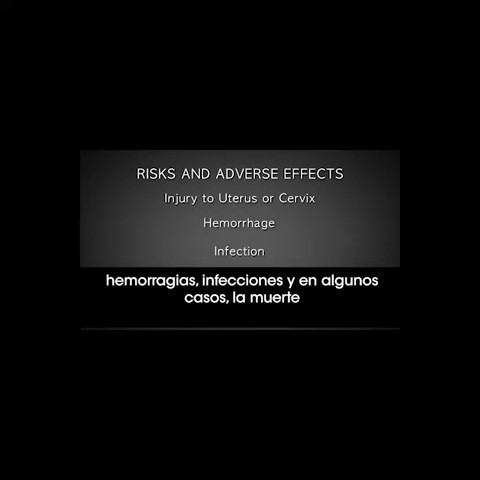 RISKS AND ADVERSE EFFECTS
Injury to Uterus or Cervix
Hemorrhage
Infection
hemorragias, infecciones y en algunos
casos, la muerte